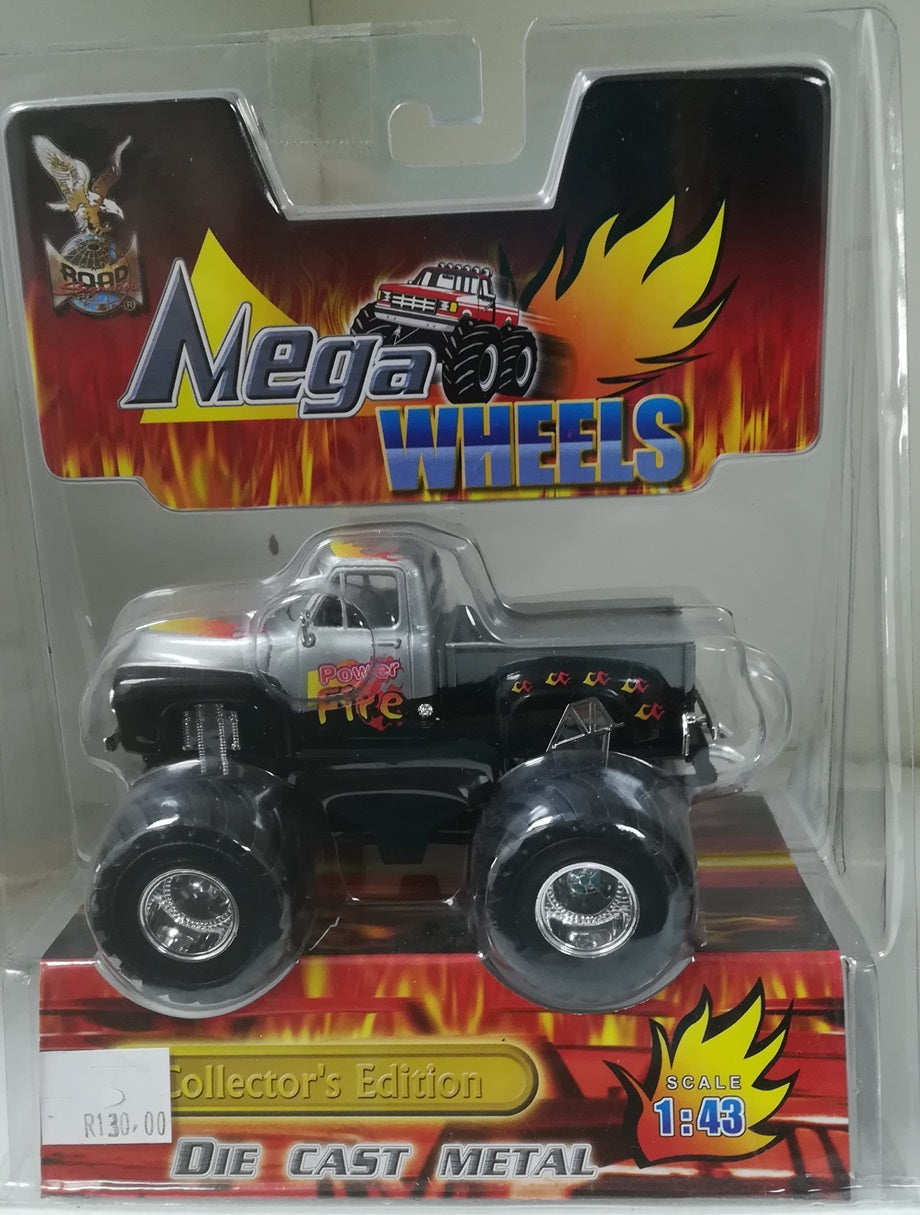 ROAD
®
Mega
WHEELS
Power
Fire
Collector's Edition
SCALE
1:43
R130,00
DIE CAST METAL